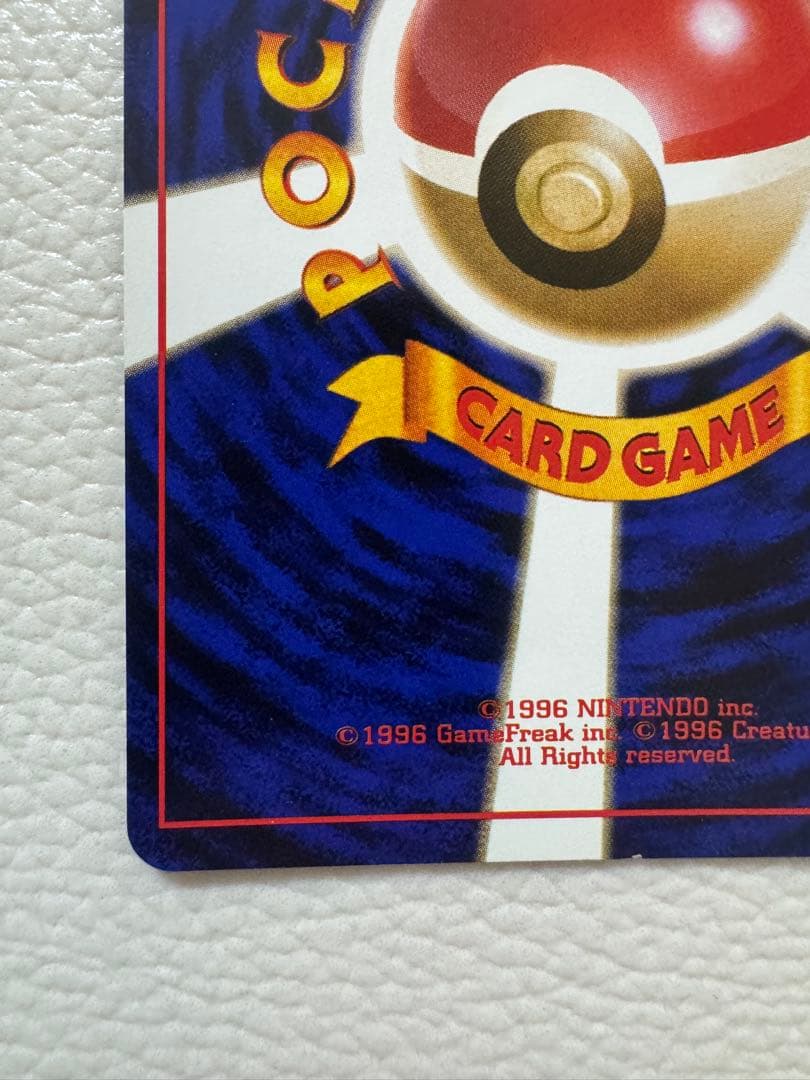 POC
CARD GAME
©1996 NINTENDO inc.
©1996 GameFreak inc. ©1996 Creatu
All Rights reserved.